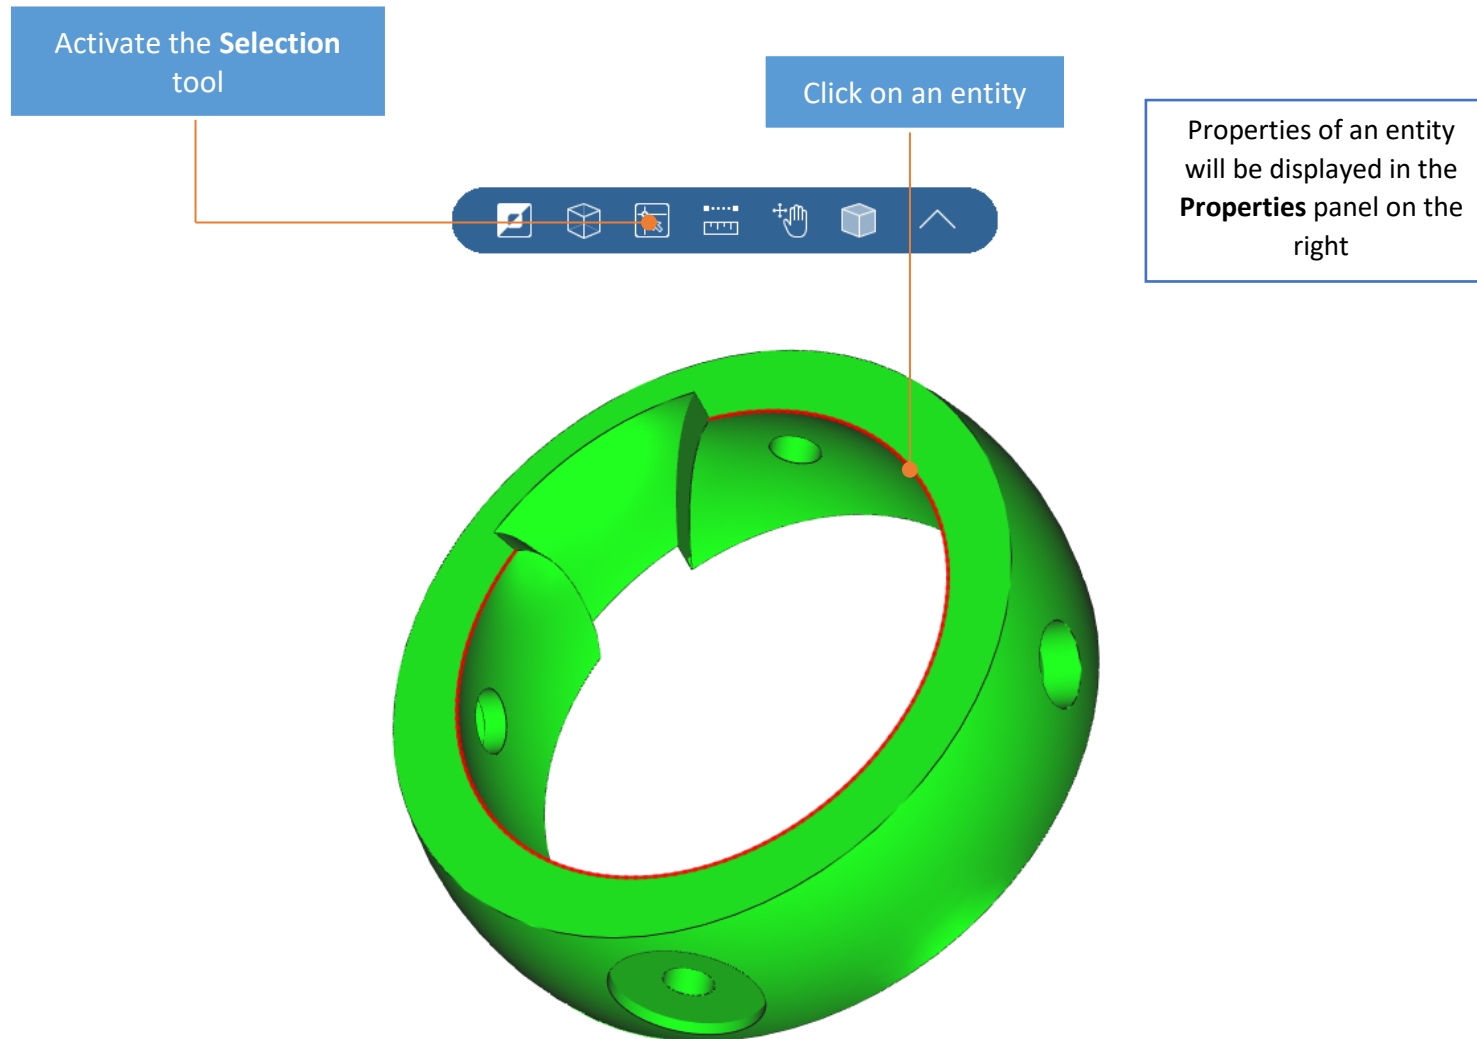 Activate the Selection
tool
Click on an entity
Properties of an entity
will be displayed in the
Properties panel on the
right